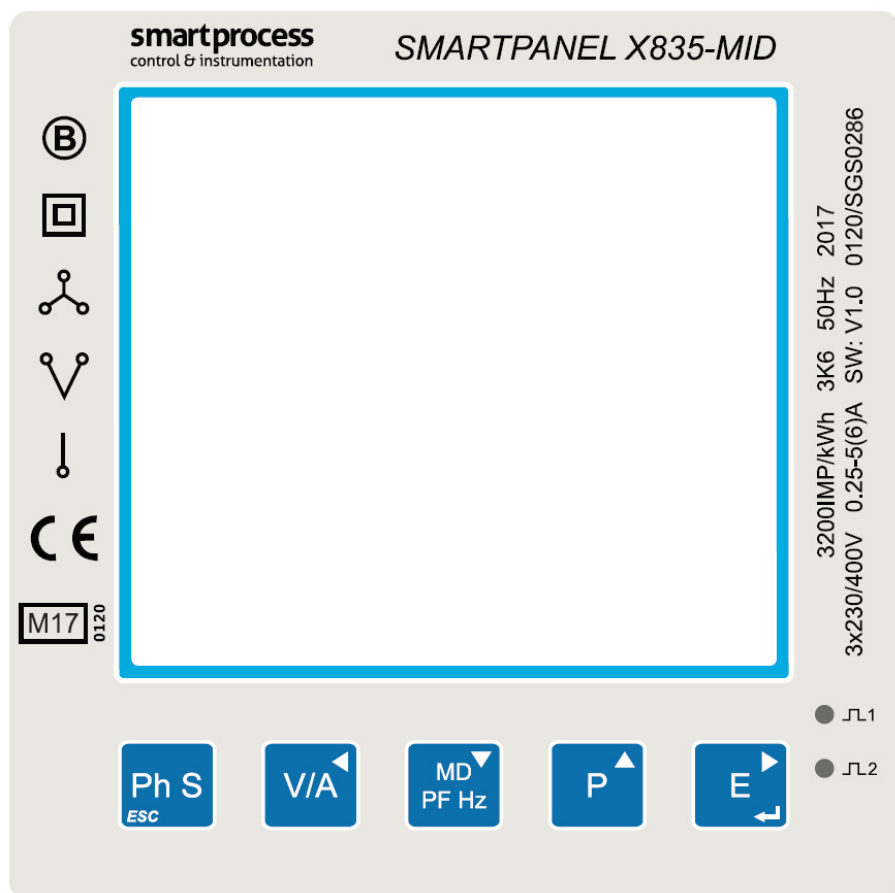 smartprocess
control & instrumentation
SMARTPANEL X835-MID
B
CE
M17
0120
3200IMP/kWh 3K6 50Hz 2017
3x230/400V 0.25-5(6)A SW: V1.0 0120/SGS0286
1
2
Ph S
ESC
V/A
MD
PF Hz
P
E